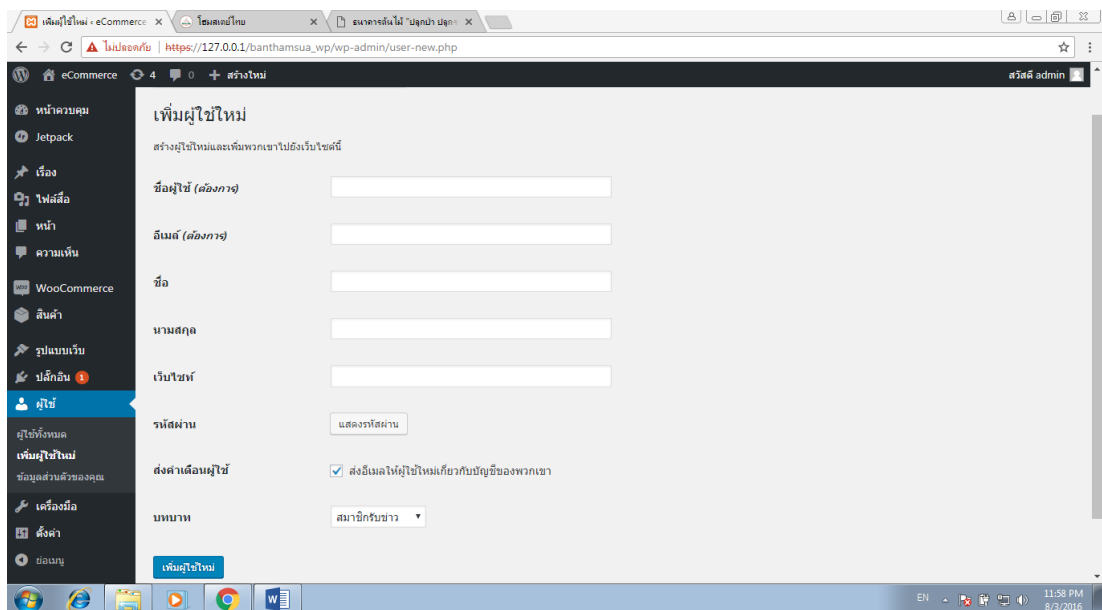 เพิ่มผู้ใช้ใหม่ ‹ eCommerce
โฮมสเตย์ไทย
ธนาคารต้นไม้ "ปลูกป่า ปลูก
ไม่ปลอดภัย | https://127.0.0.1/banthamsua_wp/wp-admin/user-new.php
eCommerce 4 0 + สร้างใหม่
สวัสดี admin
หน้าควบคุม
Jetpack
เรื่อง
ไฟล์สื่อ
หน้า
ความเห็น
WooCommerce
สินค้า
รูปแบบเว็บ
ปลั๊กอิน 1
ผู้ใช้
ผู้ใช้ทั้งหมด
เพิ่มผู้ใช้ใหม่
ข้อมูลส่วนตัวของคุณ
เครื่องมือ
ตั้งค่า
ย่อเมนู
เพิ่มผู้ใช้ใหม่
สร้างผู้ใช้ใหม่และเพิ่มพวกเขาไปยังเว็บไซต์นี้
ชื่อผู้ใช้ (ต้องการ)
อีเมล์ (ต้องการ)
ชื่อ
นามสกุล
เว็บไซท์
รหัสผ่าน
แสดงรหัสผ่าน
ส่งคำเตือนผู้ใช้
ส่งอีเมลให้ผู้ใช้ใหม่เกี่ยวกับบัญชีของพวกเขา
บทบาท
สมาชิกรับข่าว
เพิ่มผู้ใช้ใหม่
EN
11:58 PM
8/3/2016